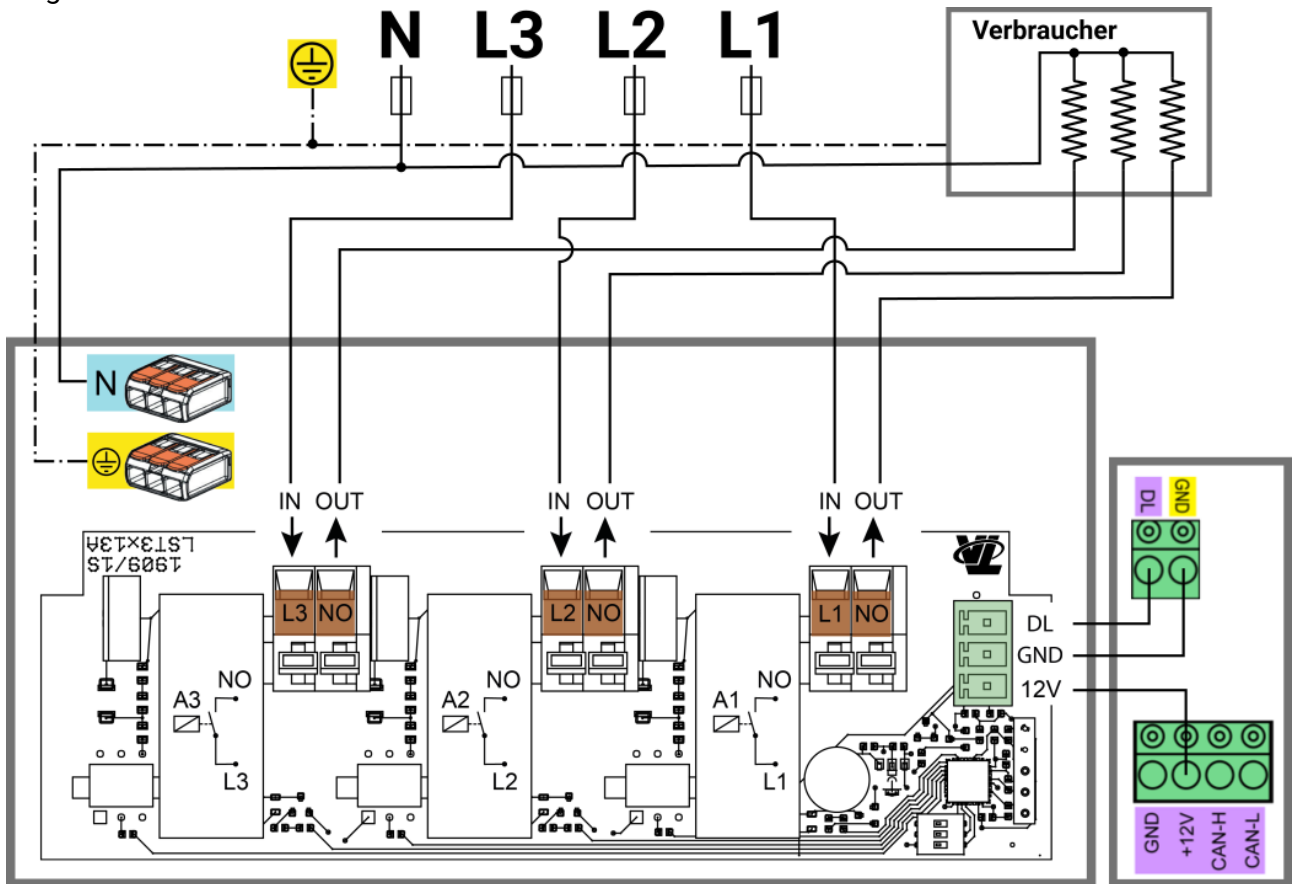 N L3 L2 L1
Verbraucher
N
IN OUT IN OUT IN OUT
DL GND
1909/1S
LST3x13A
L3 NO L2 NO L1 NO
DL
GND
12V
NO NO NO
A3 A2 A1
L3 L2 L1
GND +12V CAN-H CAN-L